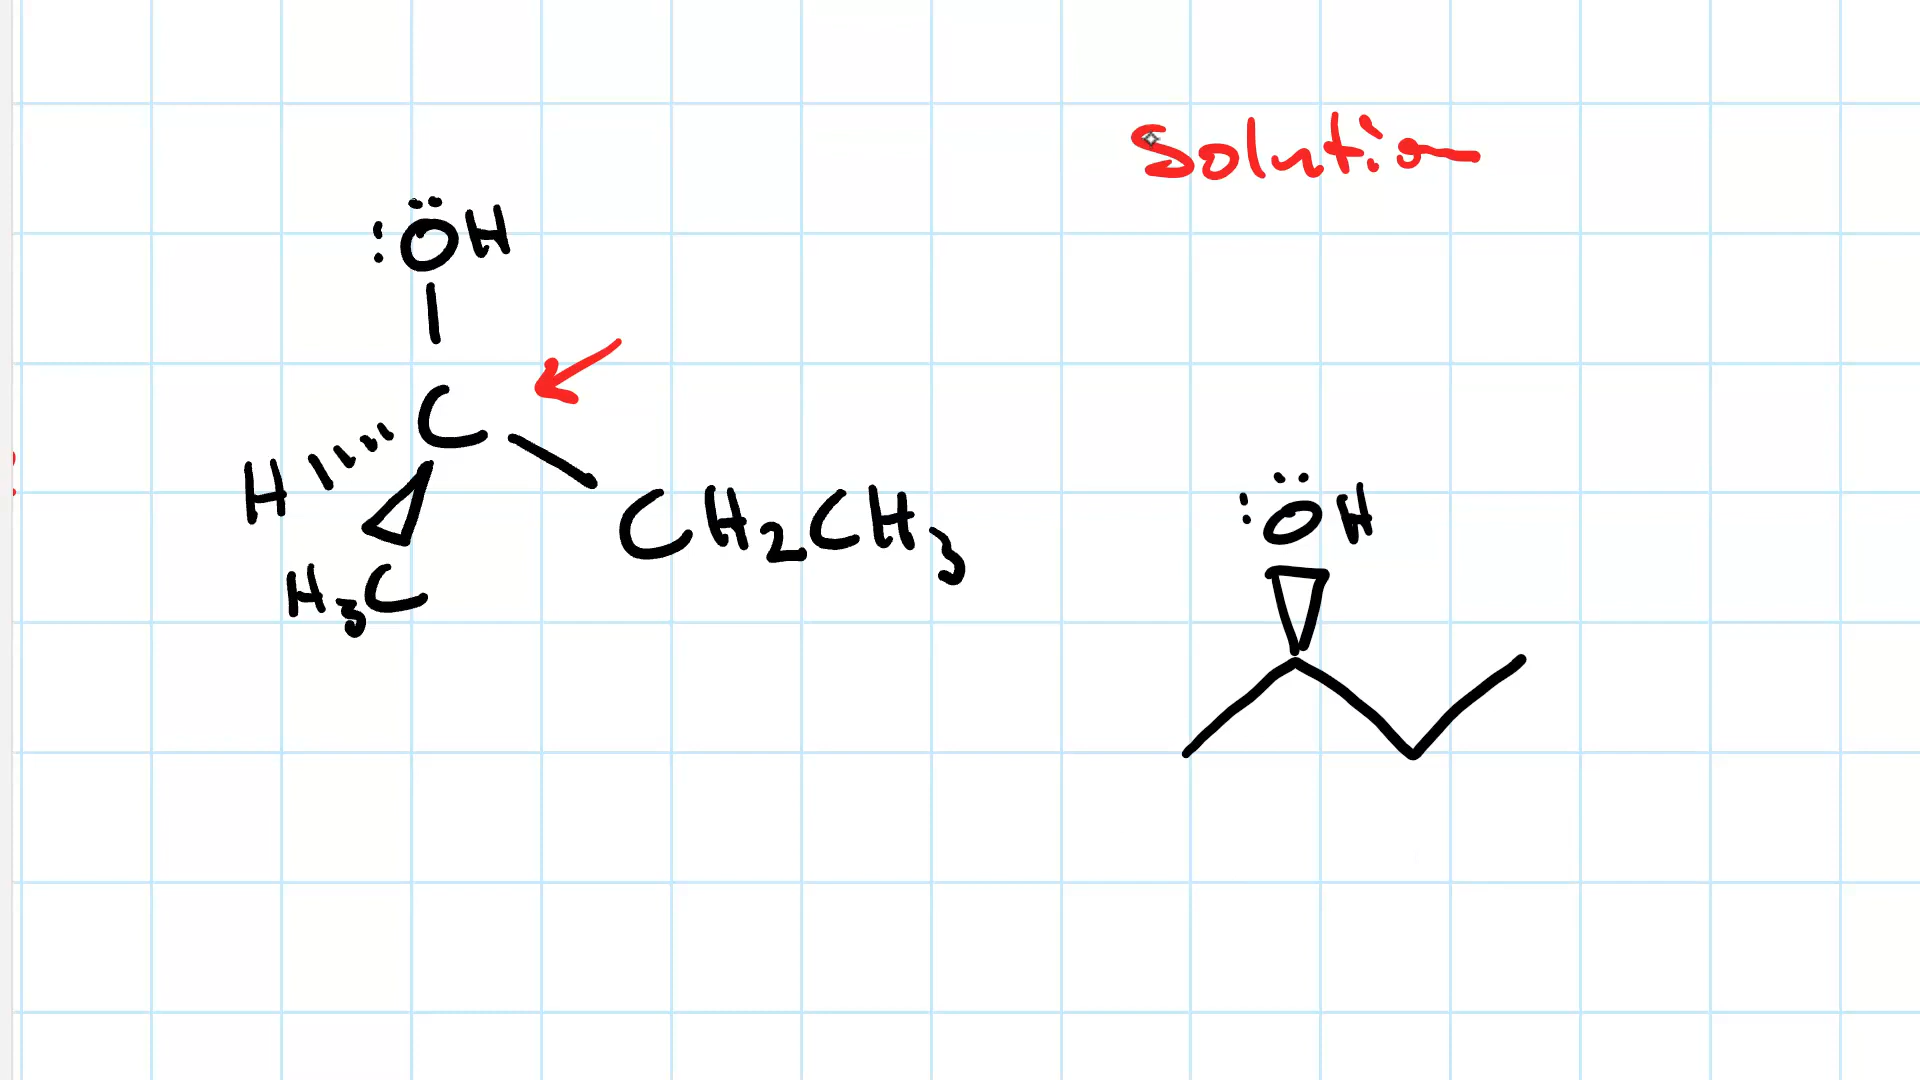 Solution
:ÖH
C
H
CH₂CH₃
H₃C
:ÖH